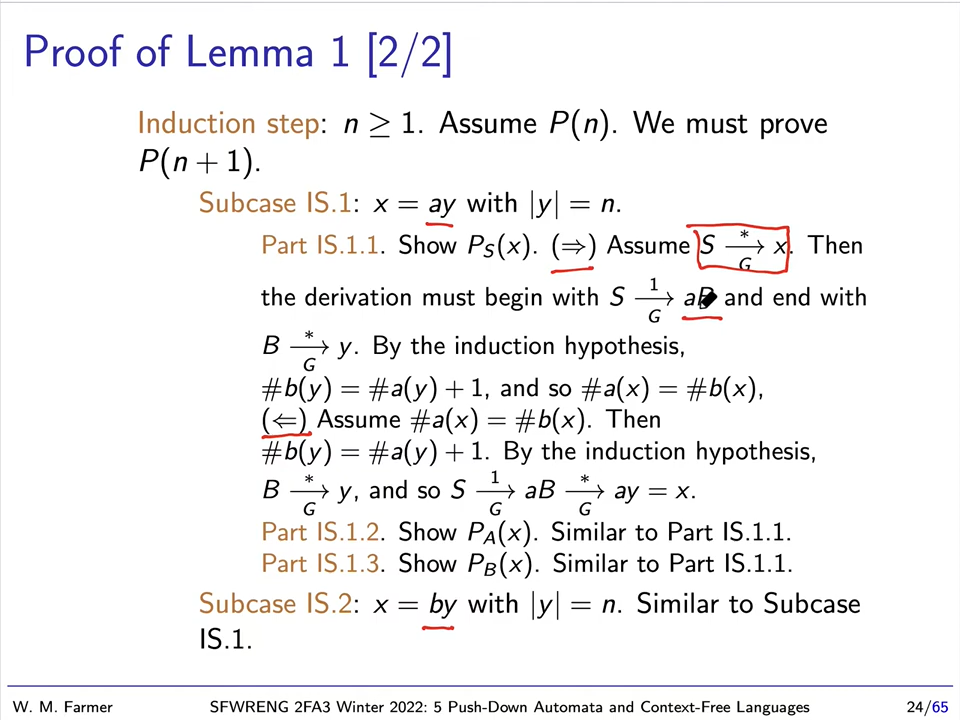 Proof of Lemma 1 [2/2]
Induction step: n ≥ 1. Assume P(n). We must prove
P(n + 1).
Subcase IS.1: x = ay with |y| = n.
Part IS.1.1. Show P_S(x). (⇒) Assume S —*→_G x. Then
the derivation must begin with S —1→_G aB and end with
B —*→_G y. By the induction hypothesis,
#b(y) = #a(y) + 1, and so #a(x) = #b(x),
(⇐) Assume #a(x) = #b(x). Then
#b(y) = #a(y) + 1. By the induction hypothesis,
B —*→_G y, and so S —1→_G aB —*→_G ay = x.
Part IS.1.2. Show P_A(x). Similar to Part IS.1.1.
Part IS.1.3. Show P_B(x). Similar to Part IS.1.1.
Subcase IS.2: x = by with |y| = n. Similar to Subcase
IS.1.
W. M. Farmer SFWRENG 2FA3 Winter 2022: 5 Push-Down Automata and Context-Free Languages 24/65